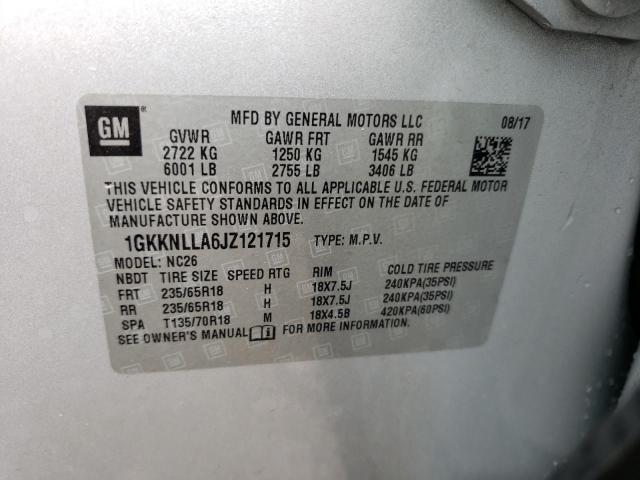 GM
MFD BY GENERAL MOTORS LLC 08/17
GVWR GAWR FRT GAWR RR
2722 KG 1250 KG 1545 KG
6001 LB 2755 LB 3406 LB
THIS VEHICLE CONFORMS TO ALL APPLICABLE U.S. FEDERAL MOTOR
VEHICLE SAFETY STANDARDS IN EFFECT ON THE DATE OF
MANUFACTURE SHOWN ABOVE.
1GKKNLLA6JZ121715 TYPE: M.P.V.
MODEL: NC26
NBDT TIRE SIZE SPEED RTG RIM COLD TIRE PRESSURE
FRT 235/65R18 H 18X7.5J 240KPA(35PSI)
RR 235/65R18 H 18X7.5J 240KPA(35PSI)
SPA T135/70R18 M 18X4.5B 420KPA(60PSI)
SEE OWNER'S MANUAL FOR MORE INFORMATION.